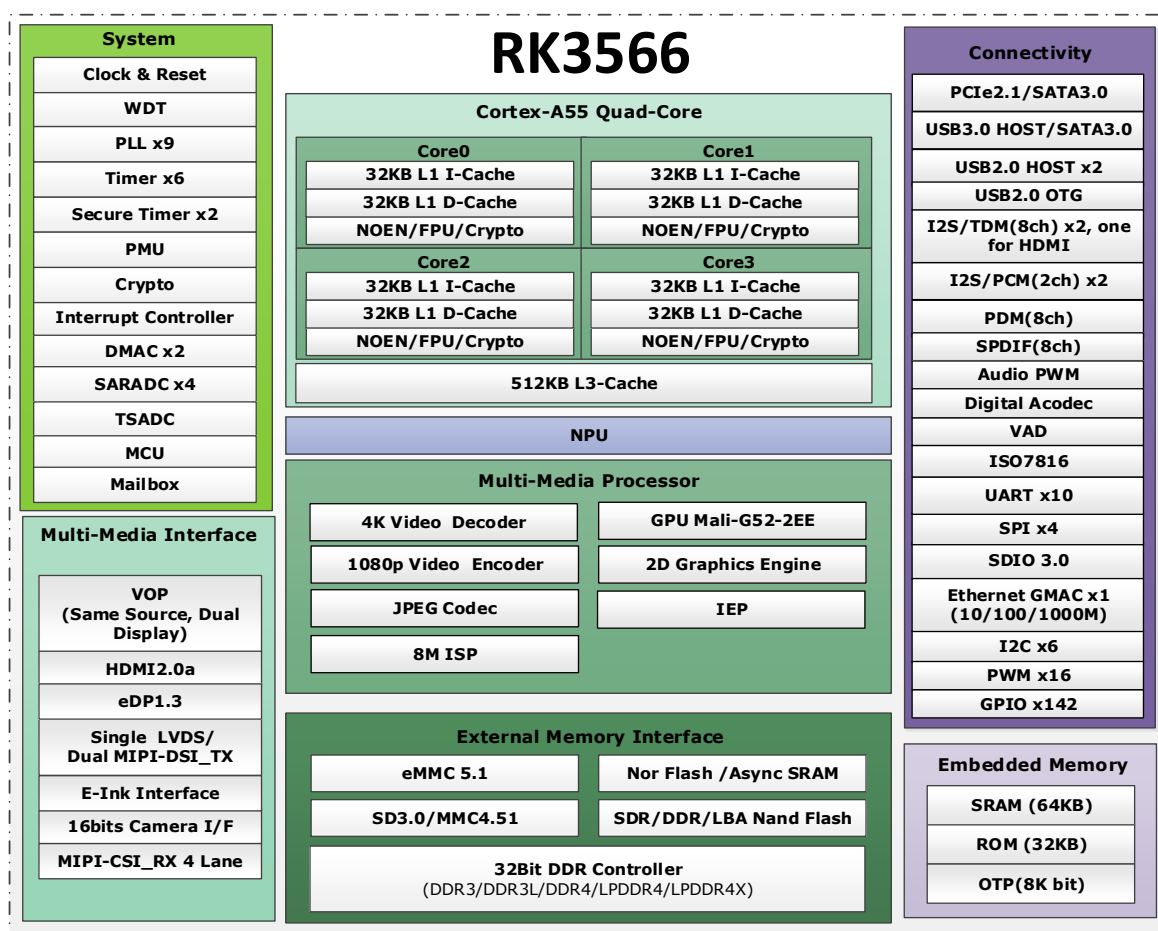 RK3566
System
Clock & Reset
WDT
PLL x9
Timer x6
Secure Timer x2
PMU
Crypto
Interrupt Controller
DMAC x2
SARADC x4
TSADC
MCU
Mailbox
Multi-Media Interface
VOP
(Same Source, Dual
Display)
HDMI2.0a
eDP1.3
Single LVDS/
Dual MIPI-DSI_TX
E-Ink Interface
16bits Camera I/F
MIPI-CSI_RX 4 Lane
Cortex-A55 Quad-Core
Core0
32KB L1 I-Cache
32KB L1 D-Cache
NOEN/FPU/Crypto
Core1
32KB L1 I-Cache
32KB L1 D-Cache
NOEN/FPU/Crypto
Core2
32KB L1 I-Cache
32KB L1 D-Cache
NOEN/FPU/Crypto
Core3
32KB L1 I-Cache
32KB L1 D-Cache
NOEN/FPU/Crypto
512KB L3-Cache
NPU
Multi-Media Processor
4K Video Decoder
1080p Video Encoder
JPEG Codec
8M ISP
GPU Mali-G52-2EE
2D Graphics Engine
IEP
External Memory Interface
eMMC 5.1
Nor Flash /Async SRAM
SD3.0/MMC4.51
SDR/DDR/LBA Nand Flash
32Bit DDR Controller
(DDR3/DDR3L/DDR4/LPDDR4/LPDDR4X)
Connectivity
PCIe2.1/SATA3.0
USB3.0 HOST/SATA3.0
USB2.0 HOST x2
USB2.0 OTG
I2S/TDM(8ch) x2, one
for HDMI
I2S/PCM(2ch) x2
PDM(8ch)
SPDIF(8ch)
Audio PWM
Digital Acodec
VAD
ISO7816
UART x10
SPI x4
SDIO 3.0
Ethernet GMAC x1
(10/100/1000M)
I2C x6
PWM x16
GPIO x142
Embedded Memory
SRAM (64KB)
ROM (32KB)
OTP(8K bit)